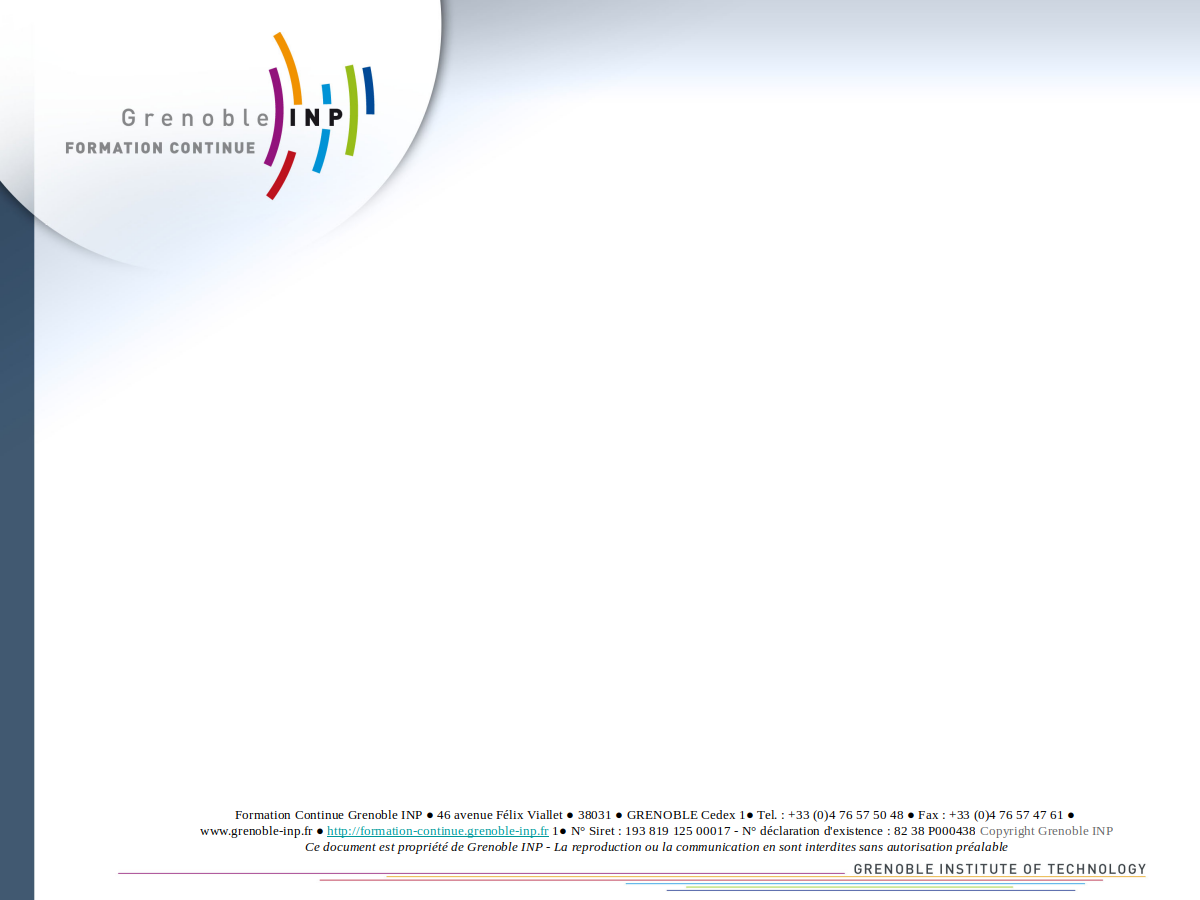 Grenoble INP
FORMATION CONTINUE
Formation Continue Grenoble INP ● 46 avenue Félix Viallet ● 38031 ● GRENOBLE Cedex 1● Tel. : +33 (0)4 76 57 50 48 ● Fax : +33 (0)4 76 57 47 61 ●
www.grenoble-inp.fr ● http://formation-continue.grenoble-inp.fr 1● N° Siret : 193 819 125 00017 - N° déclaration d'existence : 82 38 P000438 Copyright Grenoble INP
Ce document est propriété de Grenoble INP - La reproduction ou la communication en sont interdites sans autorisation préalable
GRENOBLE INSTITUTE OF TECHNOLOGY